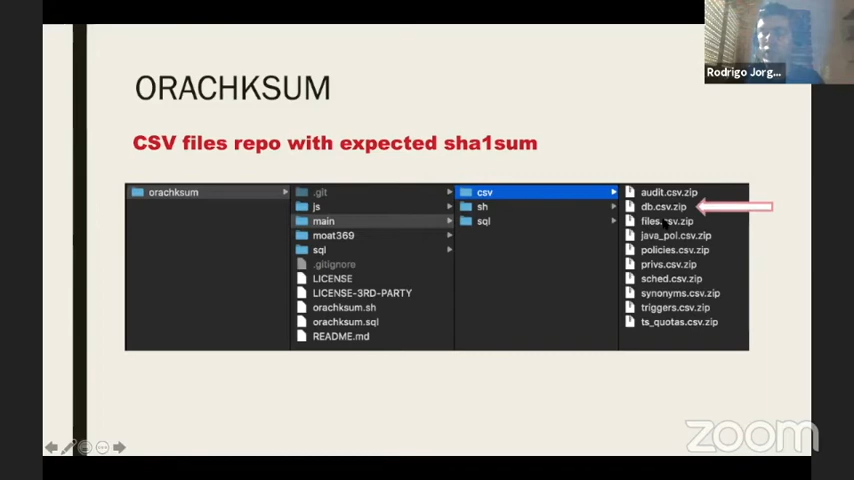 Rodrigo Jorg...
ORACHKSUM
CSV files repo with expected sha1sum
orachksum
.git
js
main
moat369
sql
.gitignore
LICENSE
LICENSE-3RD-PARTY
orachksum.sh
orachksum.sql
README.md
csv
sh
sql
audit.csv.zip
db.csv.zip
files.csv.zip
java_pol.csv.zip
policies.csv.zip
privs.csv.zip
sched.csv.zip
synonyms.csv.zip
triggers.csv.zip
ts_quotas.csv.zip
zoom